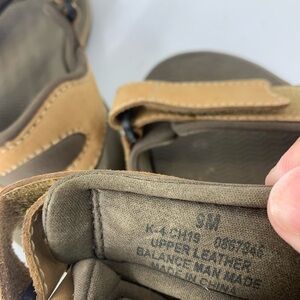 9M
K-4 CH19 0867946
UPPER LEATHER
BALANCE MAN MADE
MADE IN CHINA